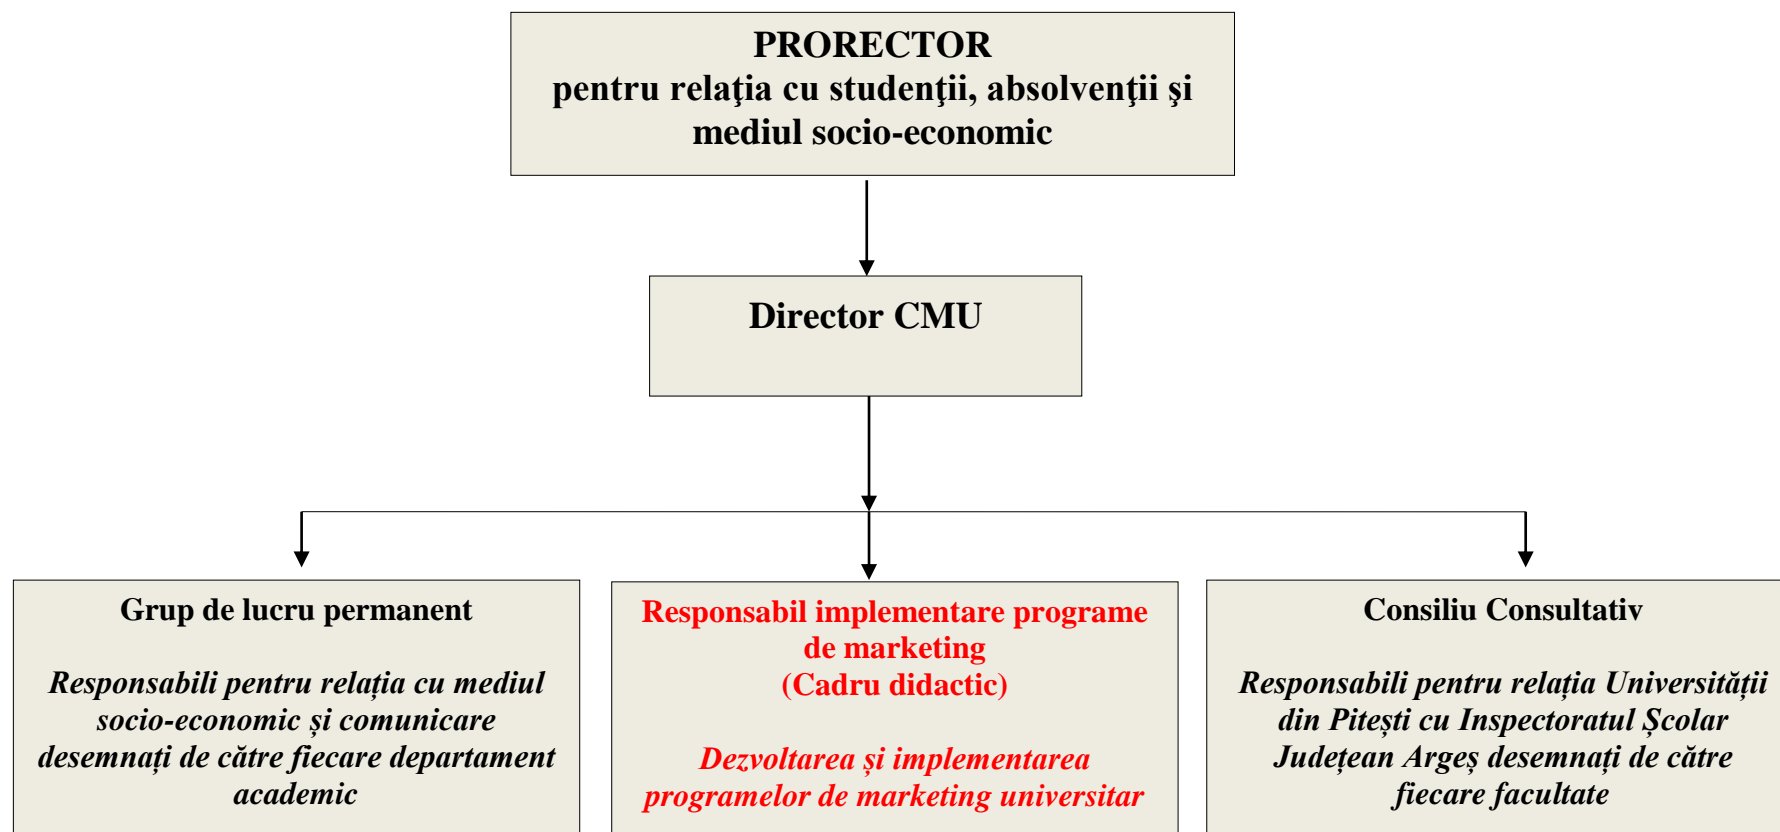 PRORECTOR
pentru relaţia cu studenţii, absolvenţii şi
mediul socio-economic
Director CMU
Grup de lucru permanent
Responsabili pentru relația cu mediul
socio-economic și comunicare
desemnați de către fiecare departament
academic
Responsabil implementare programe
de marketing
(Cadru didactic)
Dezvoltarea și implementarea
programelor de marketing universitar
Consiliu Consultativ
Responsabili pentru relația Universității
din Pitești cu Inspectoratul Școlar
Județean Argeș desemnați de către
fiecare facultate